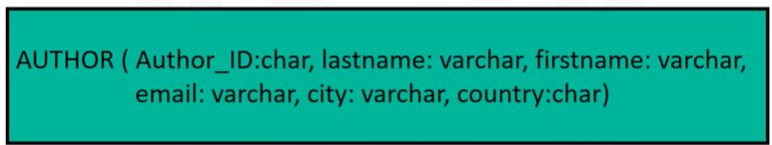 AUTHOR ( Author_ID:char, lastname: varchar, firstname: varchar,
email: varchar, city: varchar, country:char)